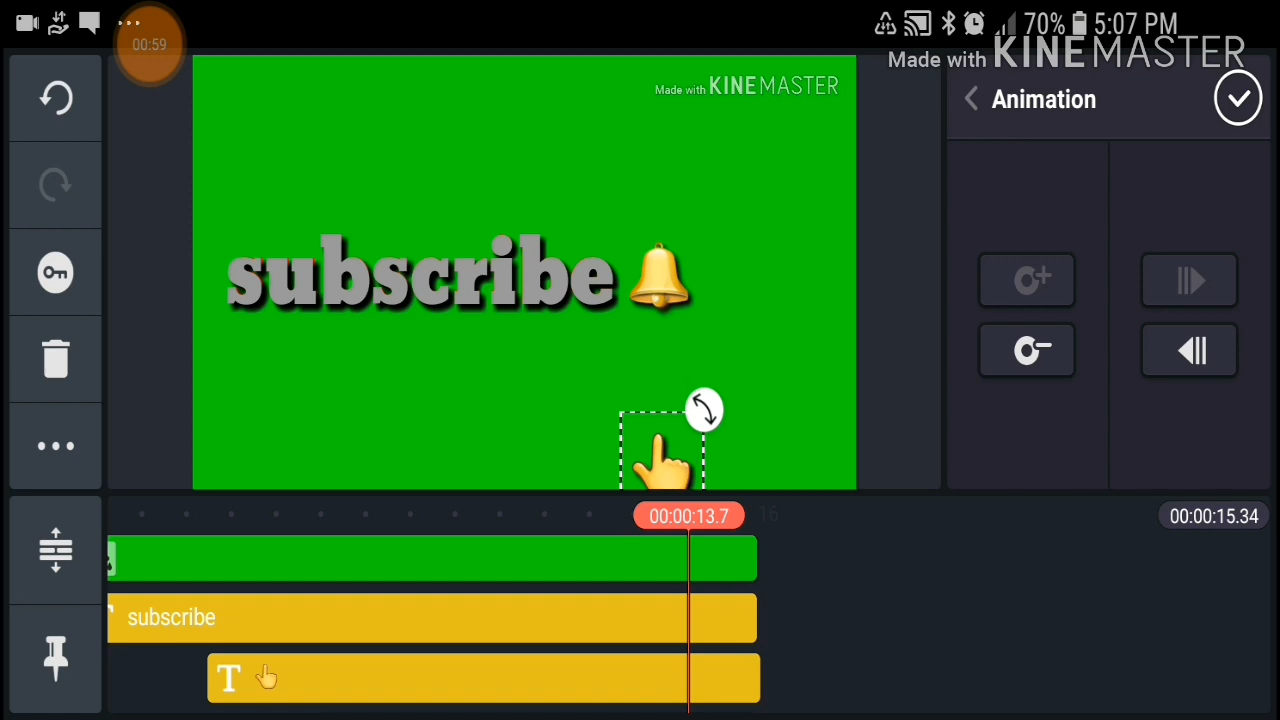 00:59
70% 5:07 PM
Made with KINEMASTER
Made with KINEMASTER
Animation
subscribe
00:00:13.7
16
00:00:15.34
subscribe
T